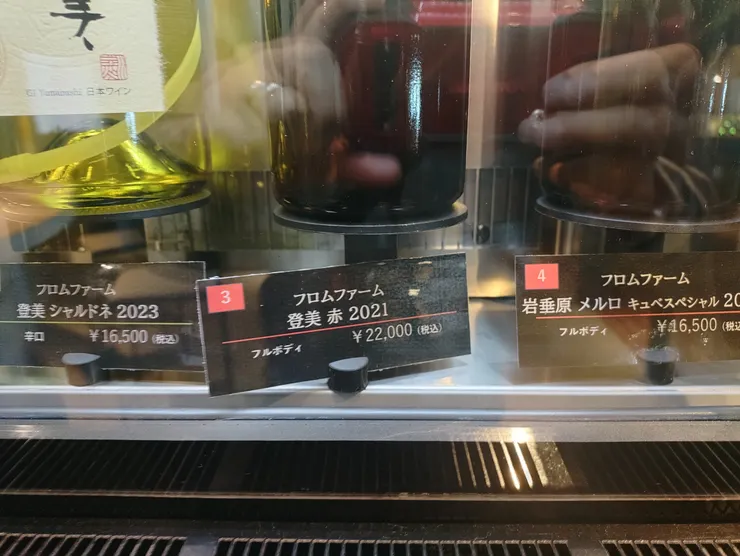 美
GI Yamanashi 日本ワイン
フロムファーム
登美 シャルドネ 2023
辛口 ¥16,500 (税込)
3
フロムファーム
登美 赤 2021
フルボディ ¥22,000 (税込)
4
フロムファーム
岩垂原 メルロ キュベスペシャル 20
フルボディ ¥16,500 (税込